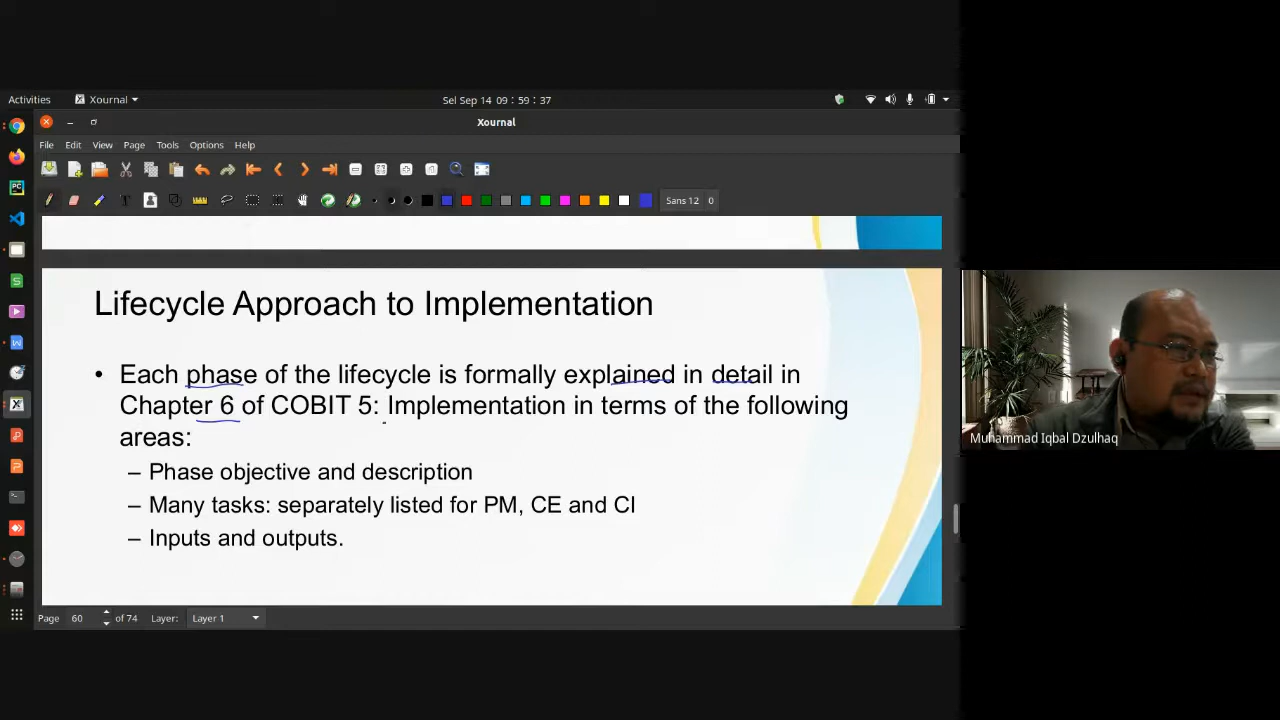 Activities Xournal Sel Sep 14 09:59:37
Xournal
File Edit View Page Tools Options Help
Sans 12 0
Lifecycle Approach to Implementation
• Each phase of the lifecycle is formally explained in detail in
Chapter 6 of COBIT 5: Implementation in terms of the following
areas:
– Phase objective and description
– Many tasks: separately listed for PM, CE and CI
– Inputs and outputs.
Muhammad Iqbal Dzulhaq
Page 60 of 74 Layer: Layer 1